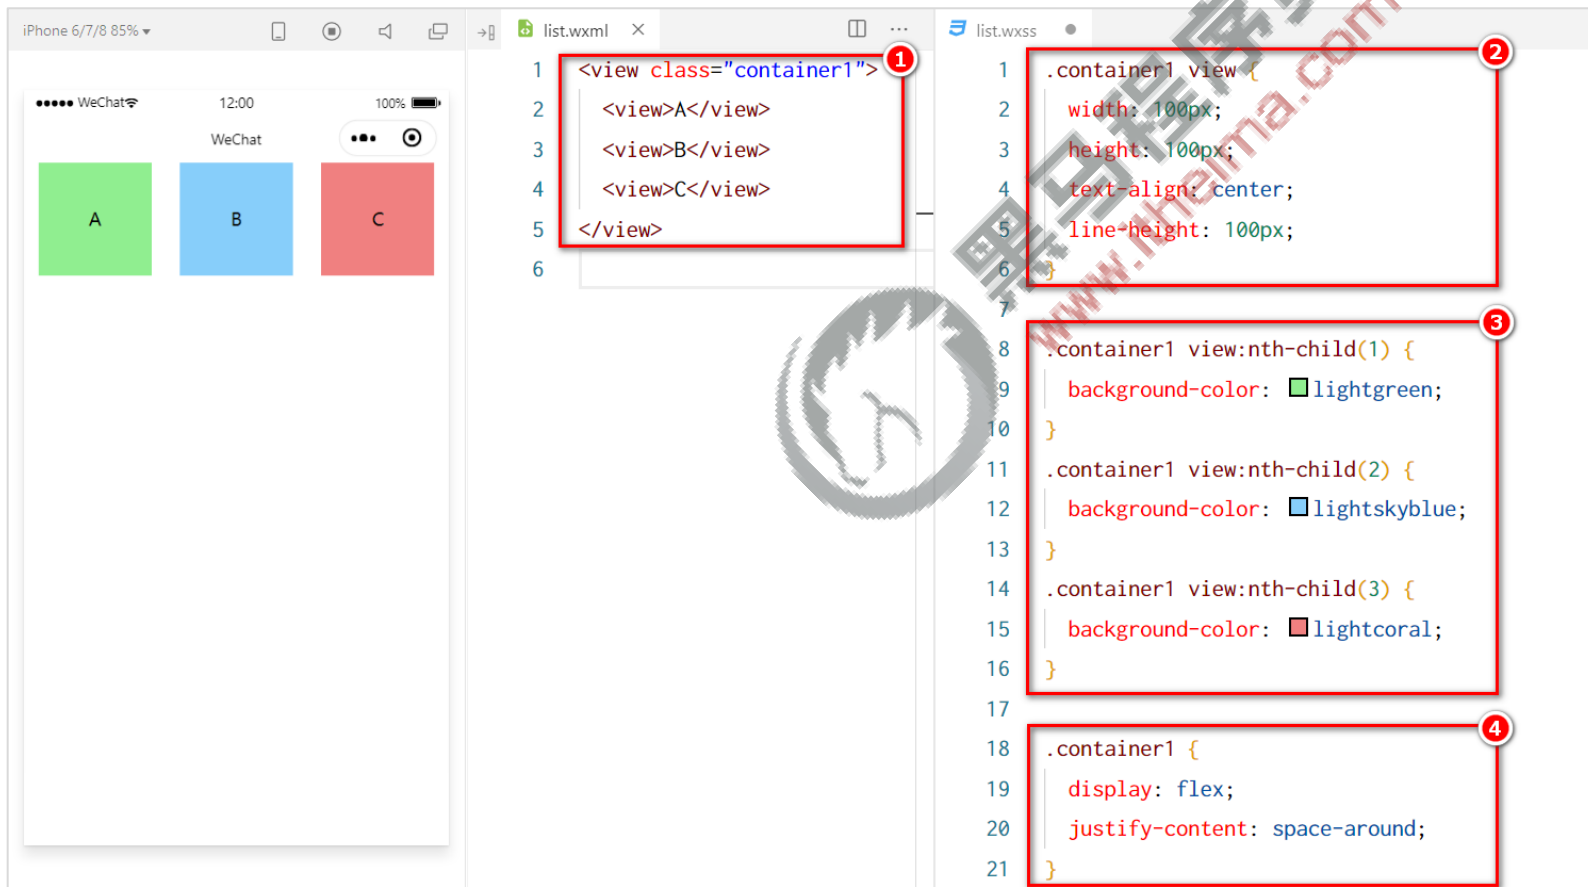 iPhone 6/7/8 85%
WeChat
12:00
100%
WeChat
A
B
C
list.wxml
1 <view class="container1">
2 <view>A</view>
3 <view>B</view>
4 <view>C</view>
5 </view>
6
1
list.wxss
1 .container1 view {
2 width: 100px;
3 height: 100px;
4 text-align: center;
5 line-height: 100px;
6 }
7
8 .container1 view:nth-child(1) {
9 background-color: lightgreen;
10 }
11 .container1 view:nth-child(2) {
12 background-color: lightskyblue;
13 }
14 .container1 view:nth-child(3) {
15 background-color: lightcoral;
16 }
17
18 .container1 {
19 display: flex;
20 justify-content: space-around;
21 }
2
3
4
黑马程序
www.itheima.com